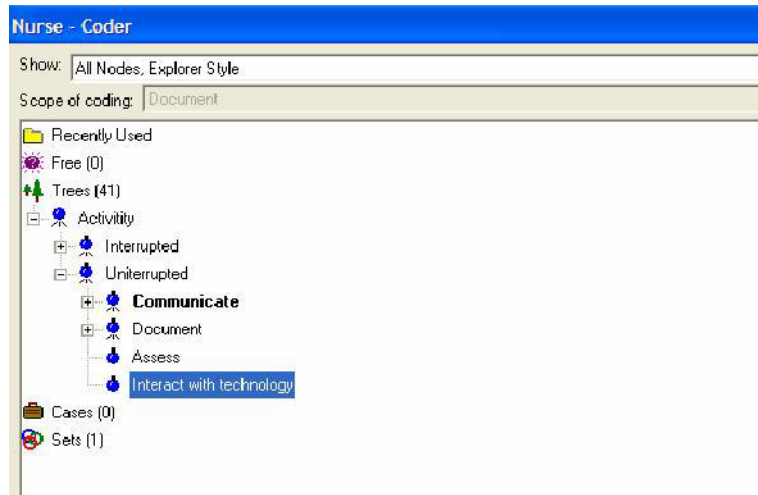 Nurse - Coder
Show: All Nodes, Explorer Style
Scope of coding: Document
Recently Used
Free (0)
Trees (41)
Activitity
Interrupted
Uniterrupted
Communicate
Document
Assess
Interact with technology
Cases (0)
Sets (1)